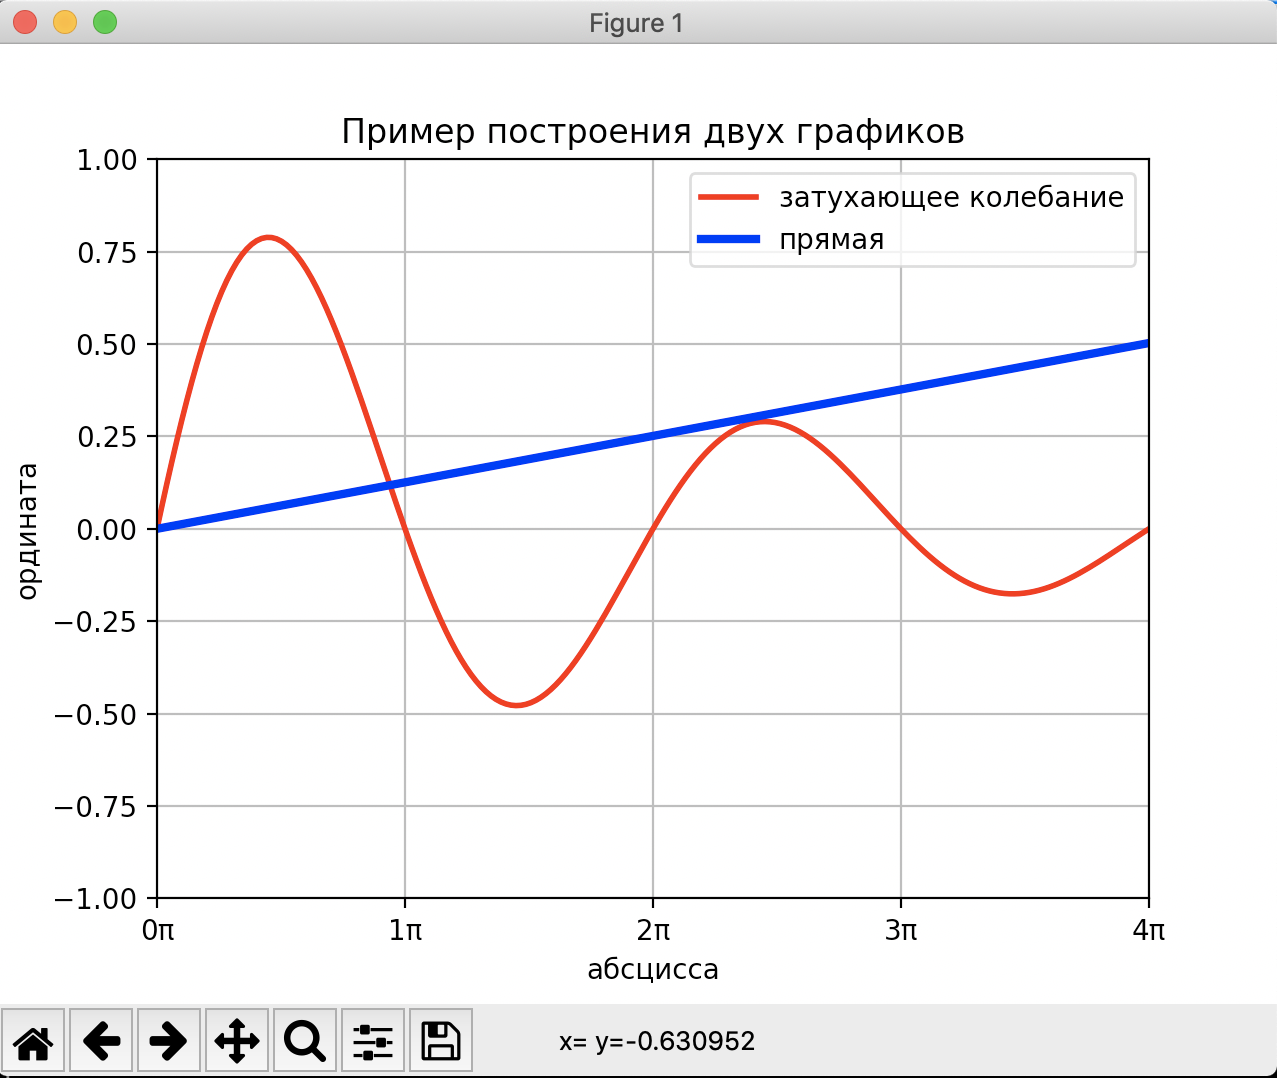 Figure 1
Пример построения двух графиков
затухающее колебание
прямая
1.00
0.75
0.50
0.25
0.00
−0.25
−0.50
−0.75
−1.00
ордината
0π 1π 2π 3π 4π
абсцисса
x= y=-0.630952